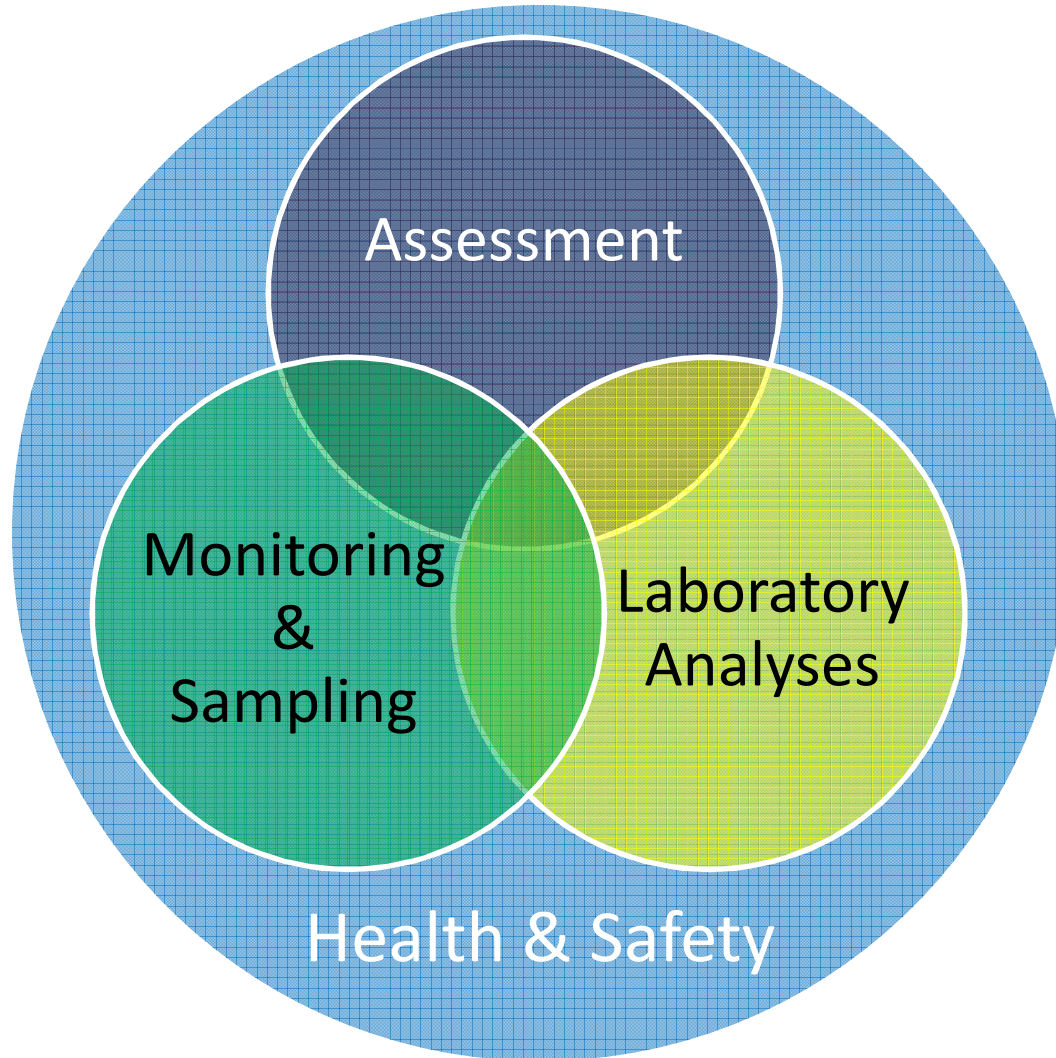 Assessment
Monitoring
&
Sampling
Laboratory
Analyses
Health & Safety